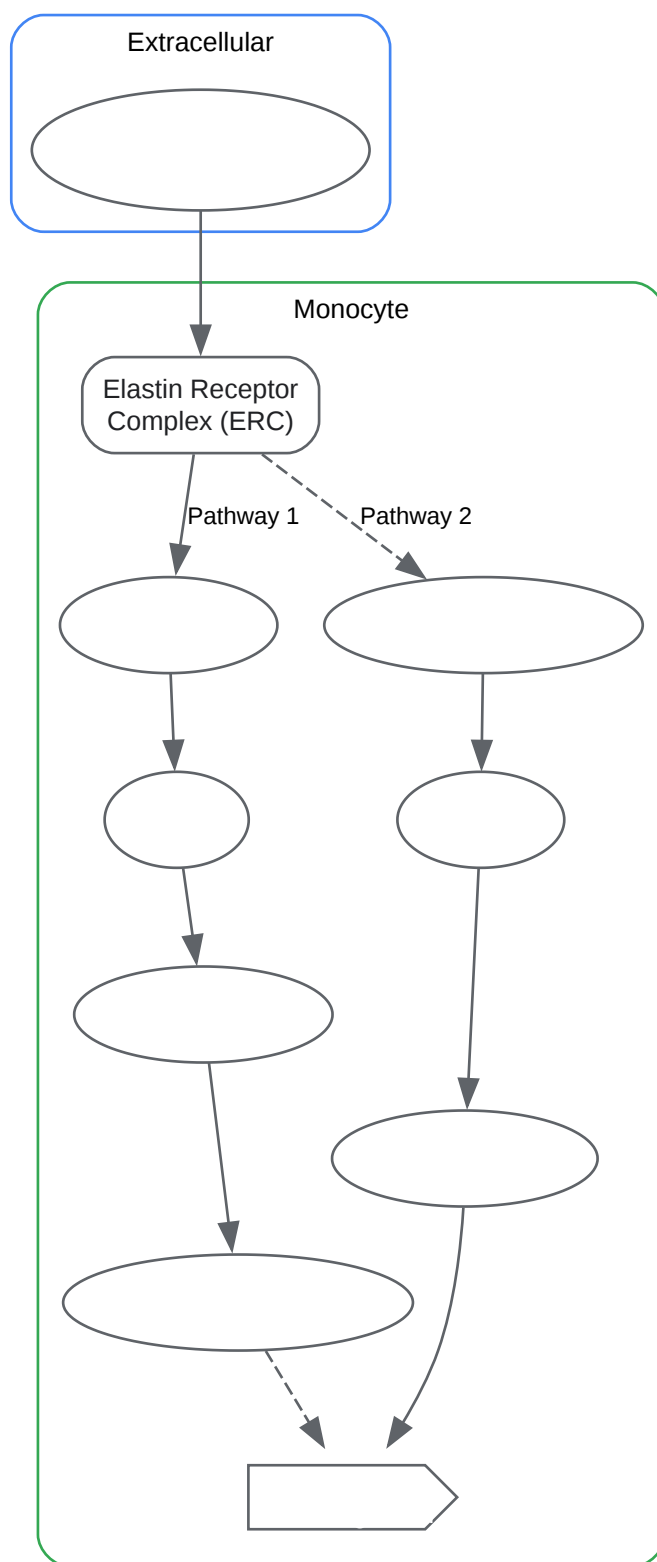 Extracellular
Monocyte
Elastin Receptor
Complex (ERC)
Pathway 1
Pathway 2